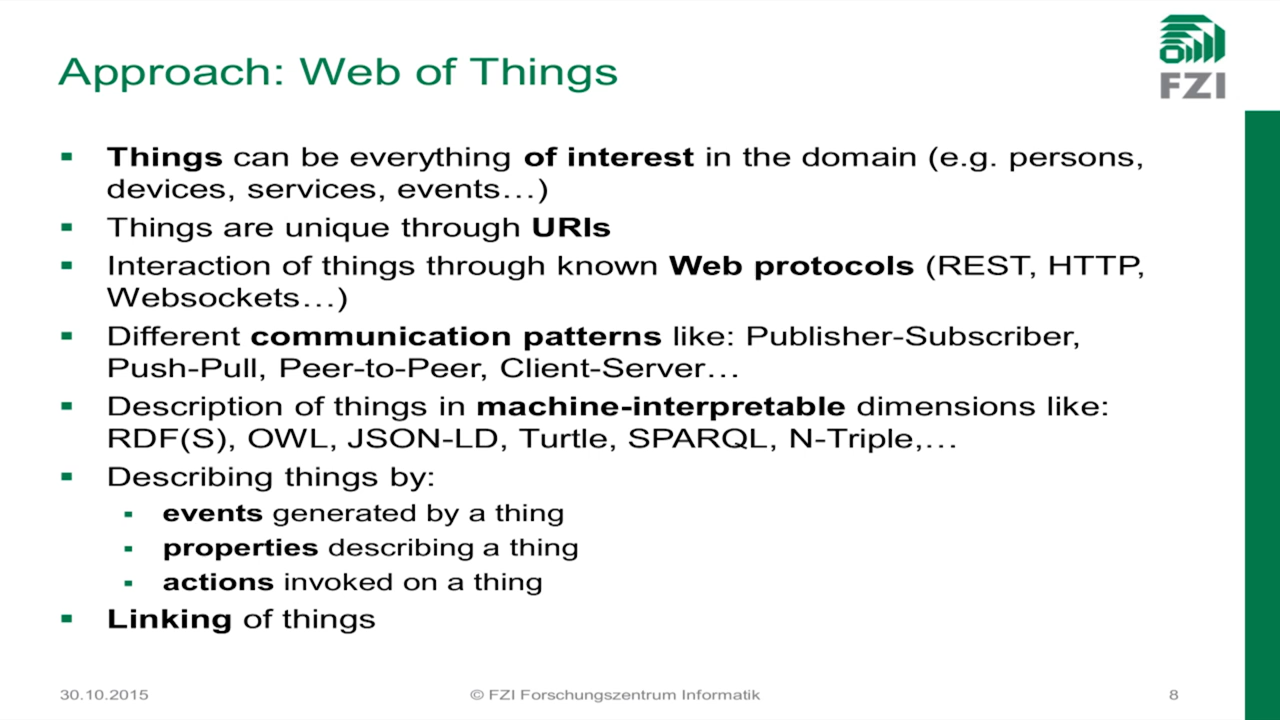 Approach: Web of Things
FZI
▪ Things can be everything of interest in the domain (e.g. persons,
devices, services, events…)
▪ Things are unique through URIs
▪ Interaction of things through known Web protocols (REST, HTTP,
Websockets…)
▪ Different communication patterns like: Publisher-Subscriber,
Push-Pull, Peer-to-Peer, Client-Server…
▪ Description of things in machine-interpretable dimensions like:
RDF(S), OWL, JSON-LD, Turtle, SPARQL, N-Triple,…
▪ Describing things by:
▪ events generated by a thing
▪ properties describing a thing
▪ actions invoked on a thing
▪ Linking of things
30.10.2015
© FZI Forschungszentrum Informatik
8